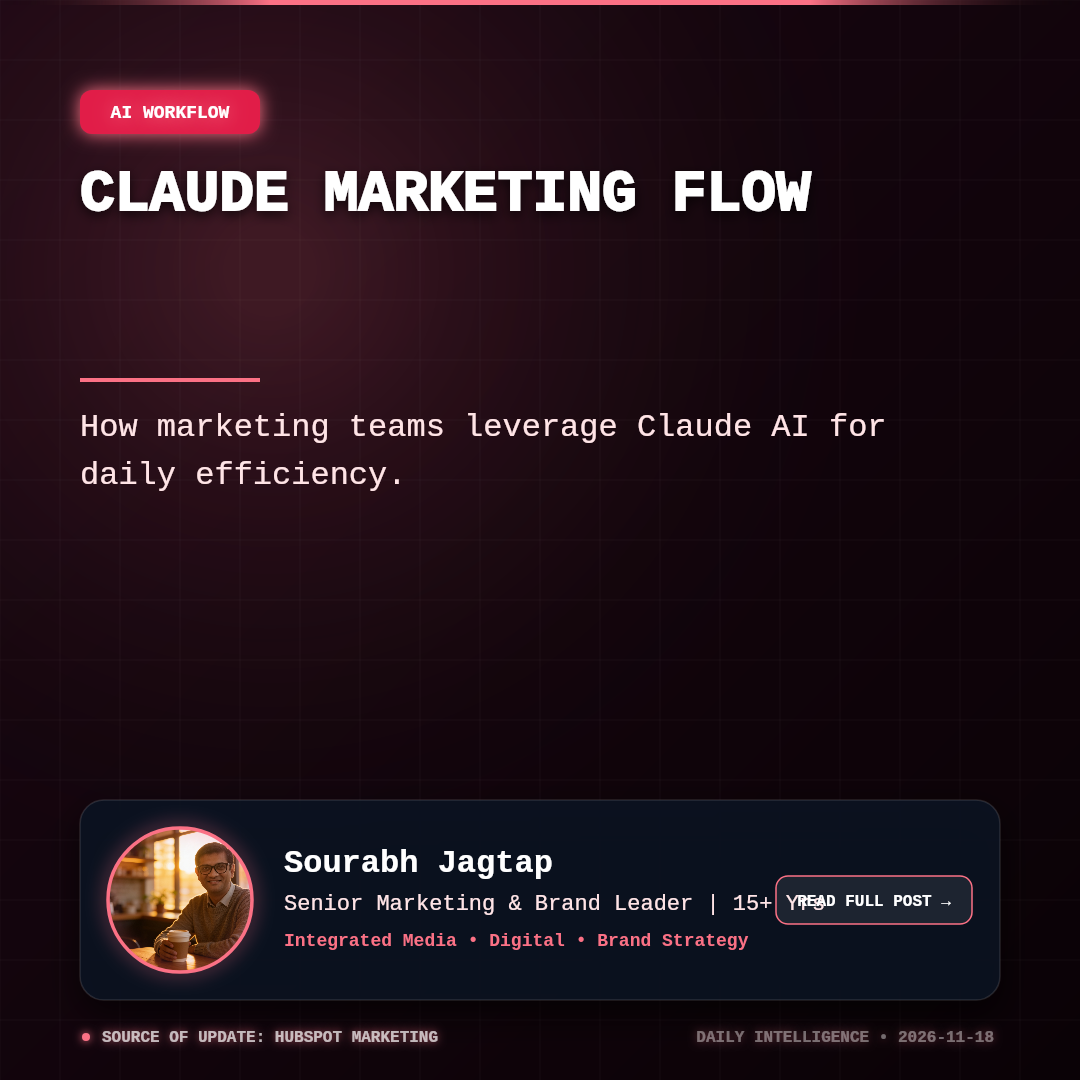 AI WORKFLOW
CLAUDE MARKETING FLOW
How marketing teams leverage Claude AI for
daily efficiency.
Sourabh Jagtap
Senior Marketing & Brand Leader | 15+ Yrs
READ FULL POST →
Integrated Media • Digital • Brand Strategy
SOURCE OF UPDATE: HUBSPOT MARKETING
DAILY INTELLIGENCE • 2026-11-18